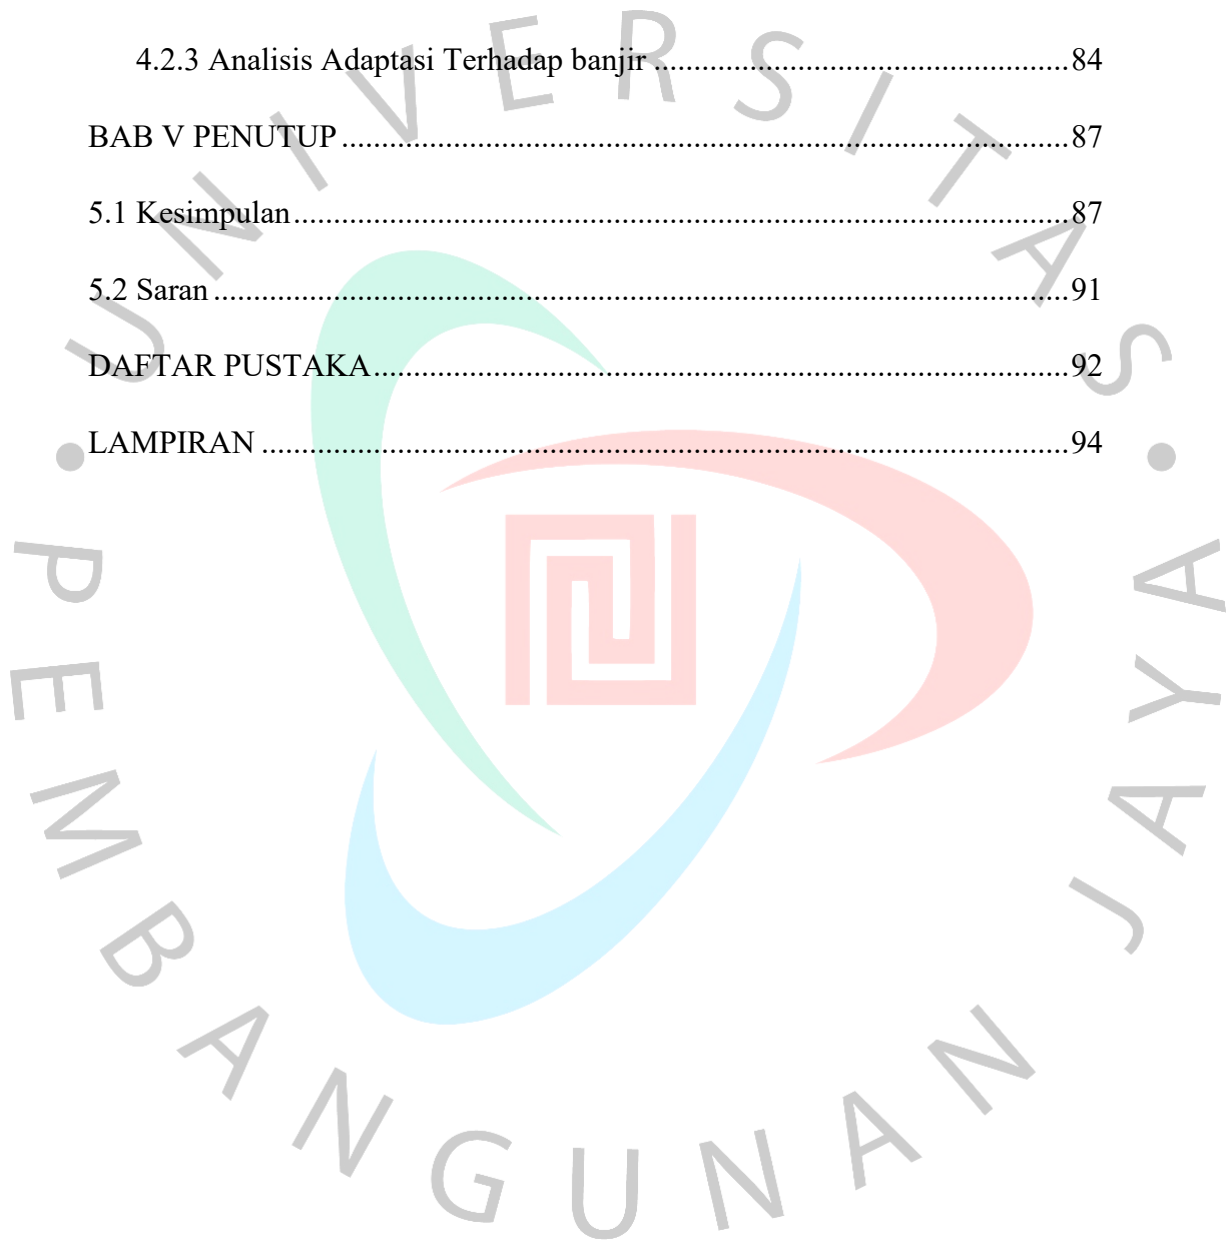 4.2.3 Analisis Adaptasi Terhadap banjir ................................................... 84
BAB V PENUTUP .......................................................................................... 87
5.1 Kesimpulan ................................................................................................ 87
5.2 Saran .......................................................................................................... 91
DAFTAR PUSTAKA ...................................................................................... 92
LAMPIRAN .................................................................................................... 94
UNIVERSITAS • PEMBANGUNAN JAYA •